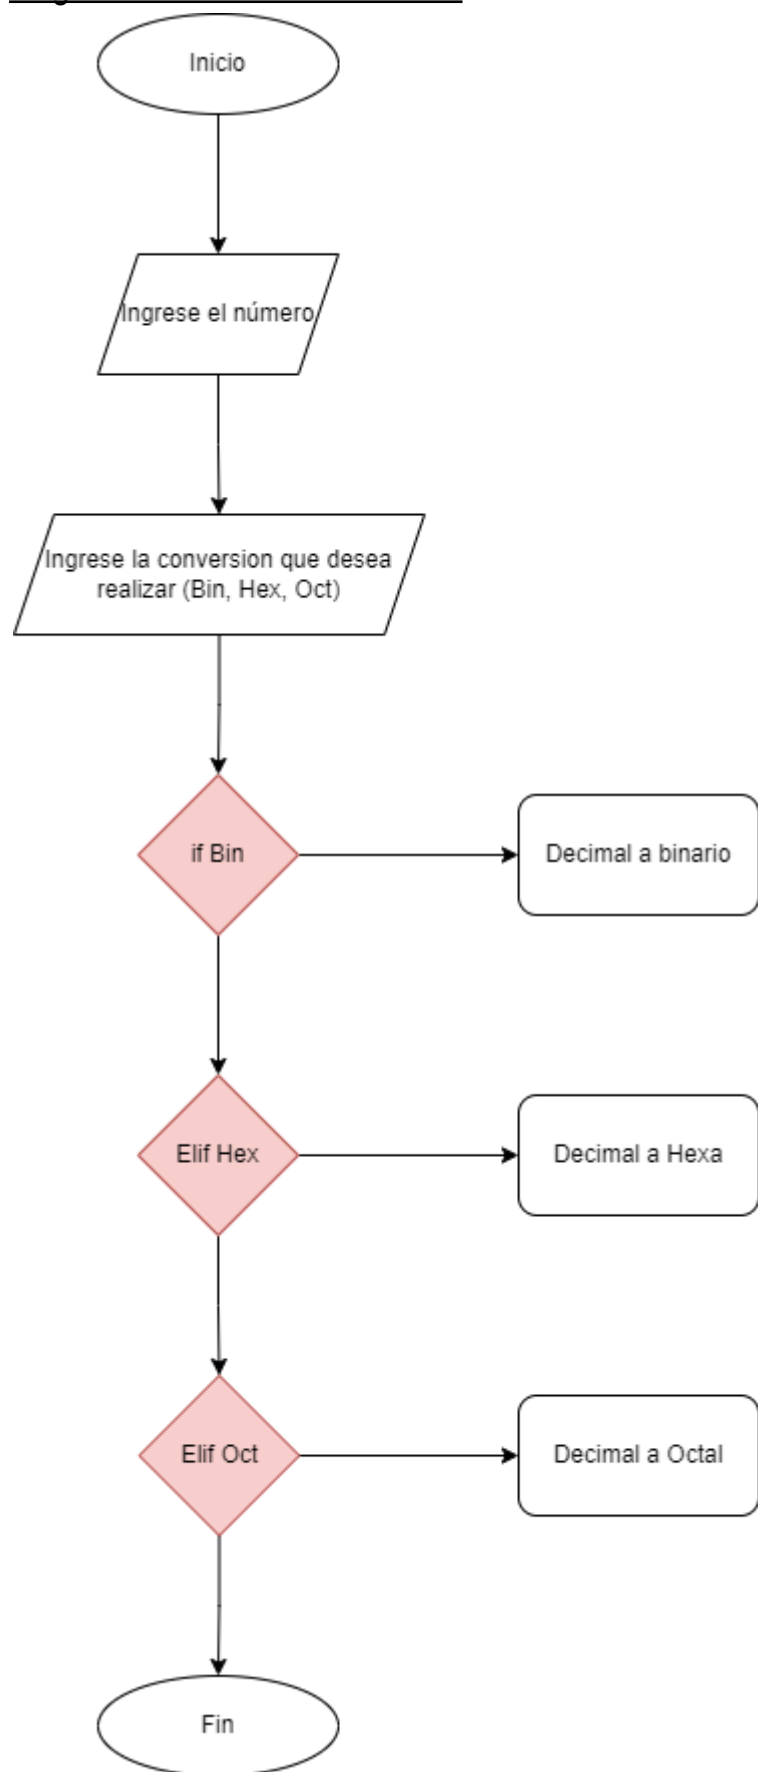 Inicio
Ingrese el número
Ingrese la conversion que desea
realizar (Bin, Hex, Oct)
if Bin
Decimal a binario
Elif Hex
Decimal a Hexa
Elif Oct
Decimal a Octal
Fin